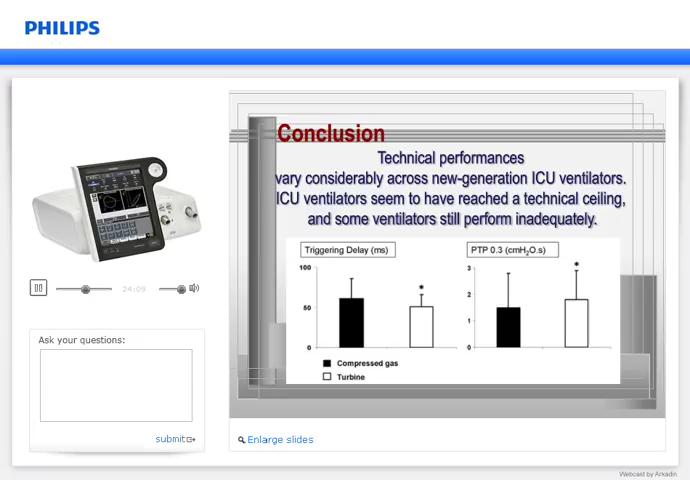 PHILIPS
Conclusion
Technical performances
vary considerably across new-generation ICU ventilators.
ICU ventilators seem to have reached a technical ceiling,
and some ventilators still perform inadequately.
Triggering Delay (ms)
PTP 0.3 (cmH₂O.s)
100
50
0
*
3
2
1
0
*
Compressed gas
Turbine
24:09
Ask your questions:
submit
Enlarge slides
Webcast by Arkadin